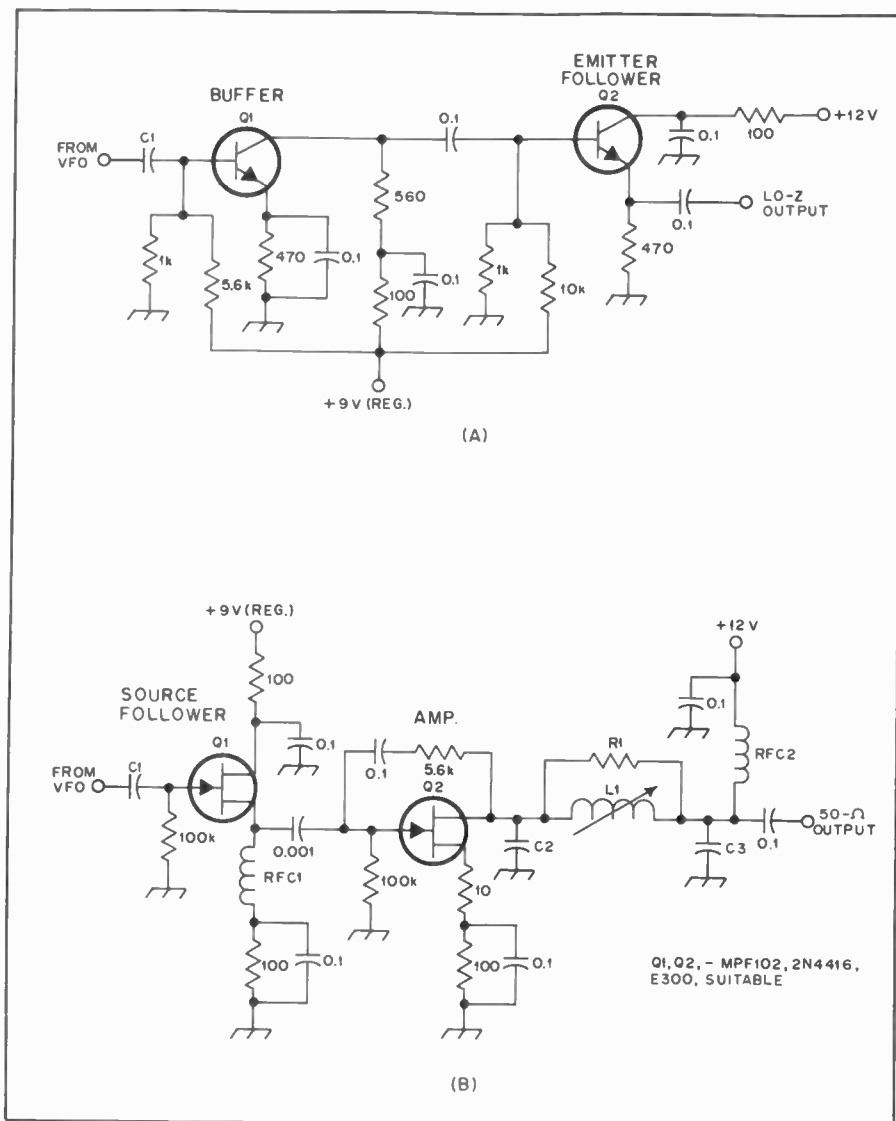 BUFFER
Q1
EMITTER
FOLLOWER
Q2
FROM
VFO
C1
0.1
0.1
100
+12V
560
1k
5.6k
470
0.1
100
0.1
1k
10k
0.1
LO-Z
OUTPUT
470
+9V (REG.)
(A)
+9V (REG.)
100
SOURCE
FOLLOWER
Q1
0.1
FROM
VFO
C1
100k
0.001
RFC1
100
0.1
AMP.
0.1
5.6k
Q2
100k
10
100
0.1
R1
L1
C2
C3
+12V
0.1
RFC2
0.1
50-Ω
OUTPUT
Q1,Q2,- MPF102, 2N4416,
E300, SUITABLE
(B)